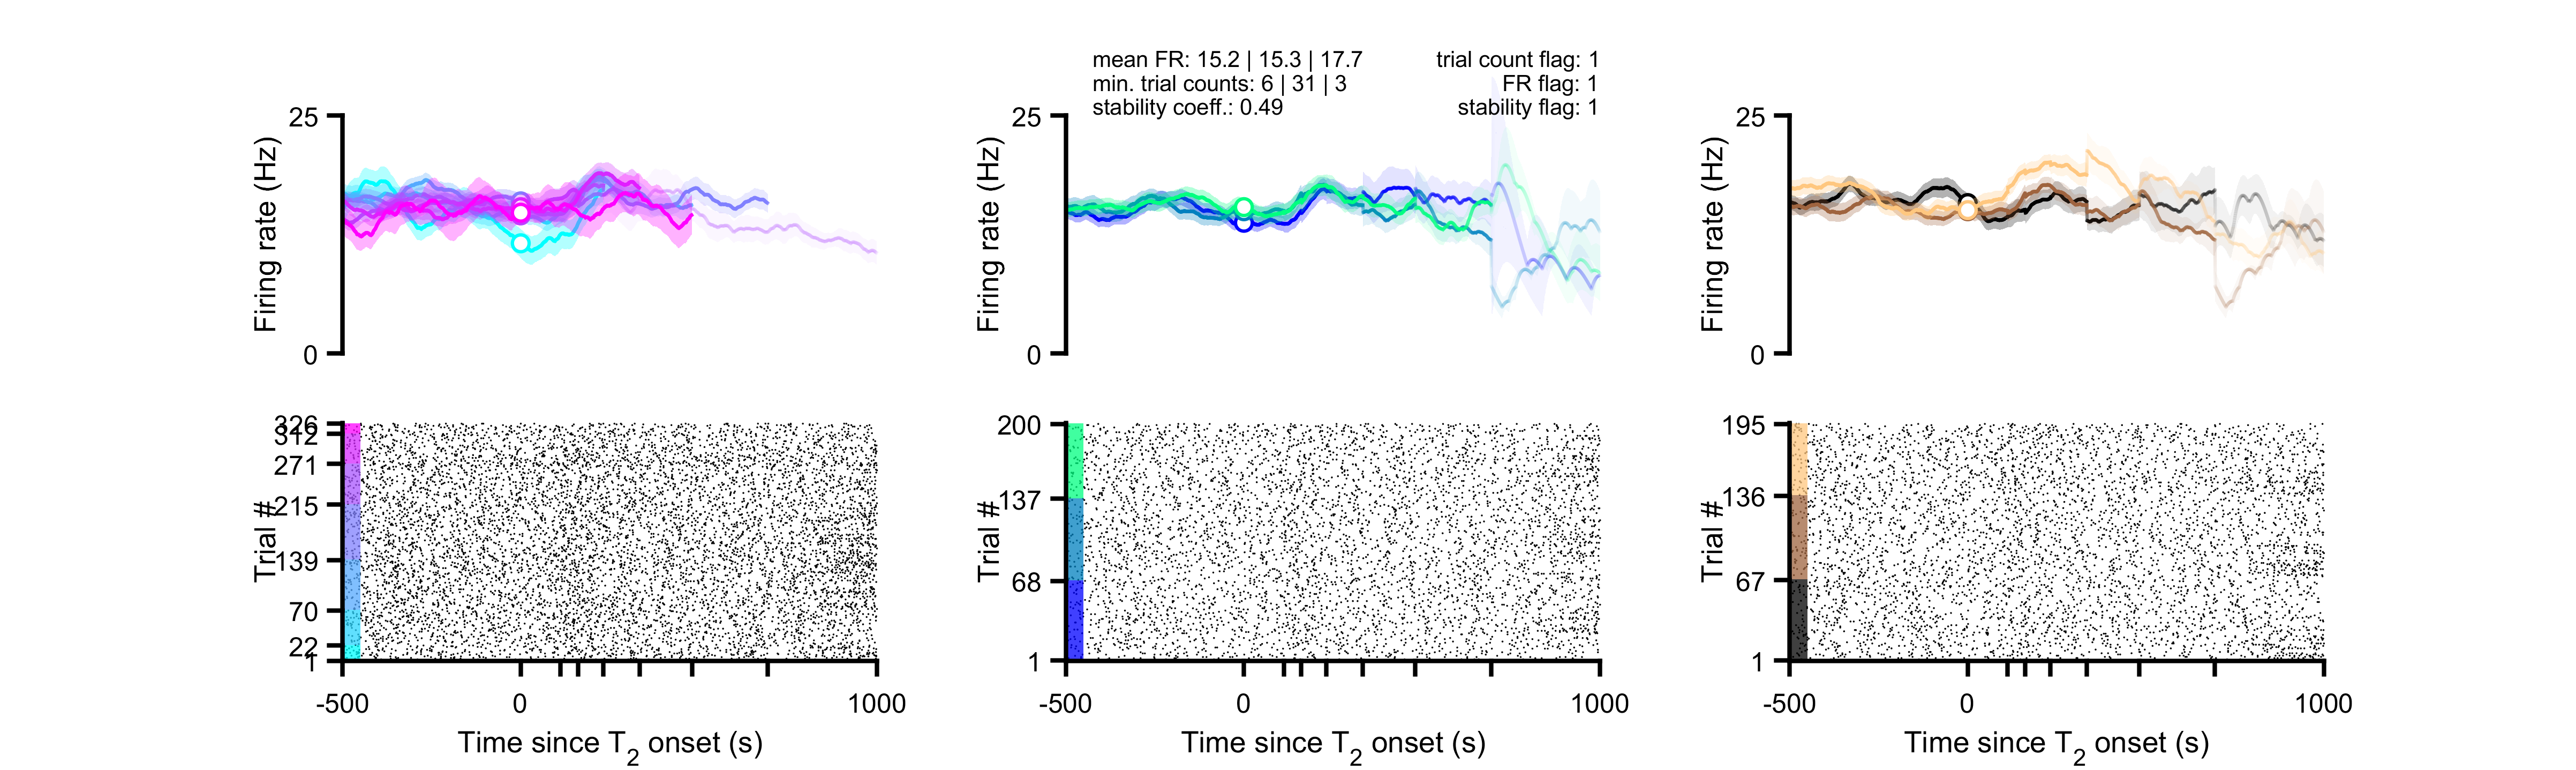 mean FR: 15.2 | 15.3 | 17.7
min. trial counts: 6 | 31 | 3
stability coeff.: 0.49
trial count flag: 1
FR flag: 1
stability flag: 1
25
0
Firing rate (Hz)
25
0
Firing rate (Hz)
25
0
Firing rate (Hz)
326
312
271
215
139
70
22
1
Trial #
-500
0
1000
Time since T2 onset (s)
200
137
68
1
Trial #
-500
0
1000
Time since T2 onset (s)
195
136
67
1
Trial #
-500
0
1000
Time since T2 onset (s)